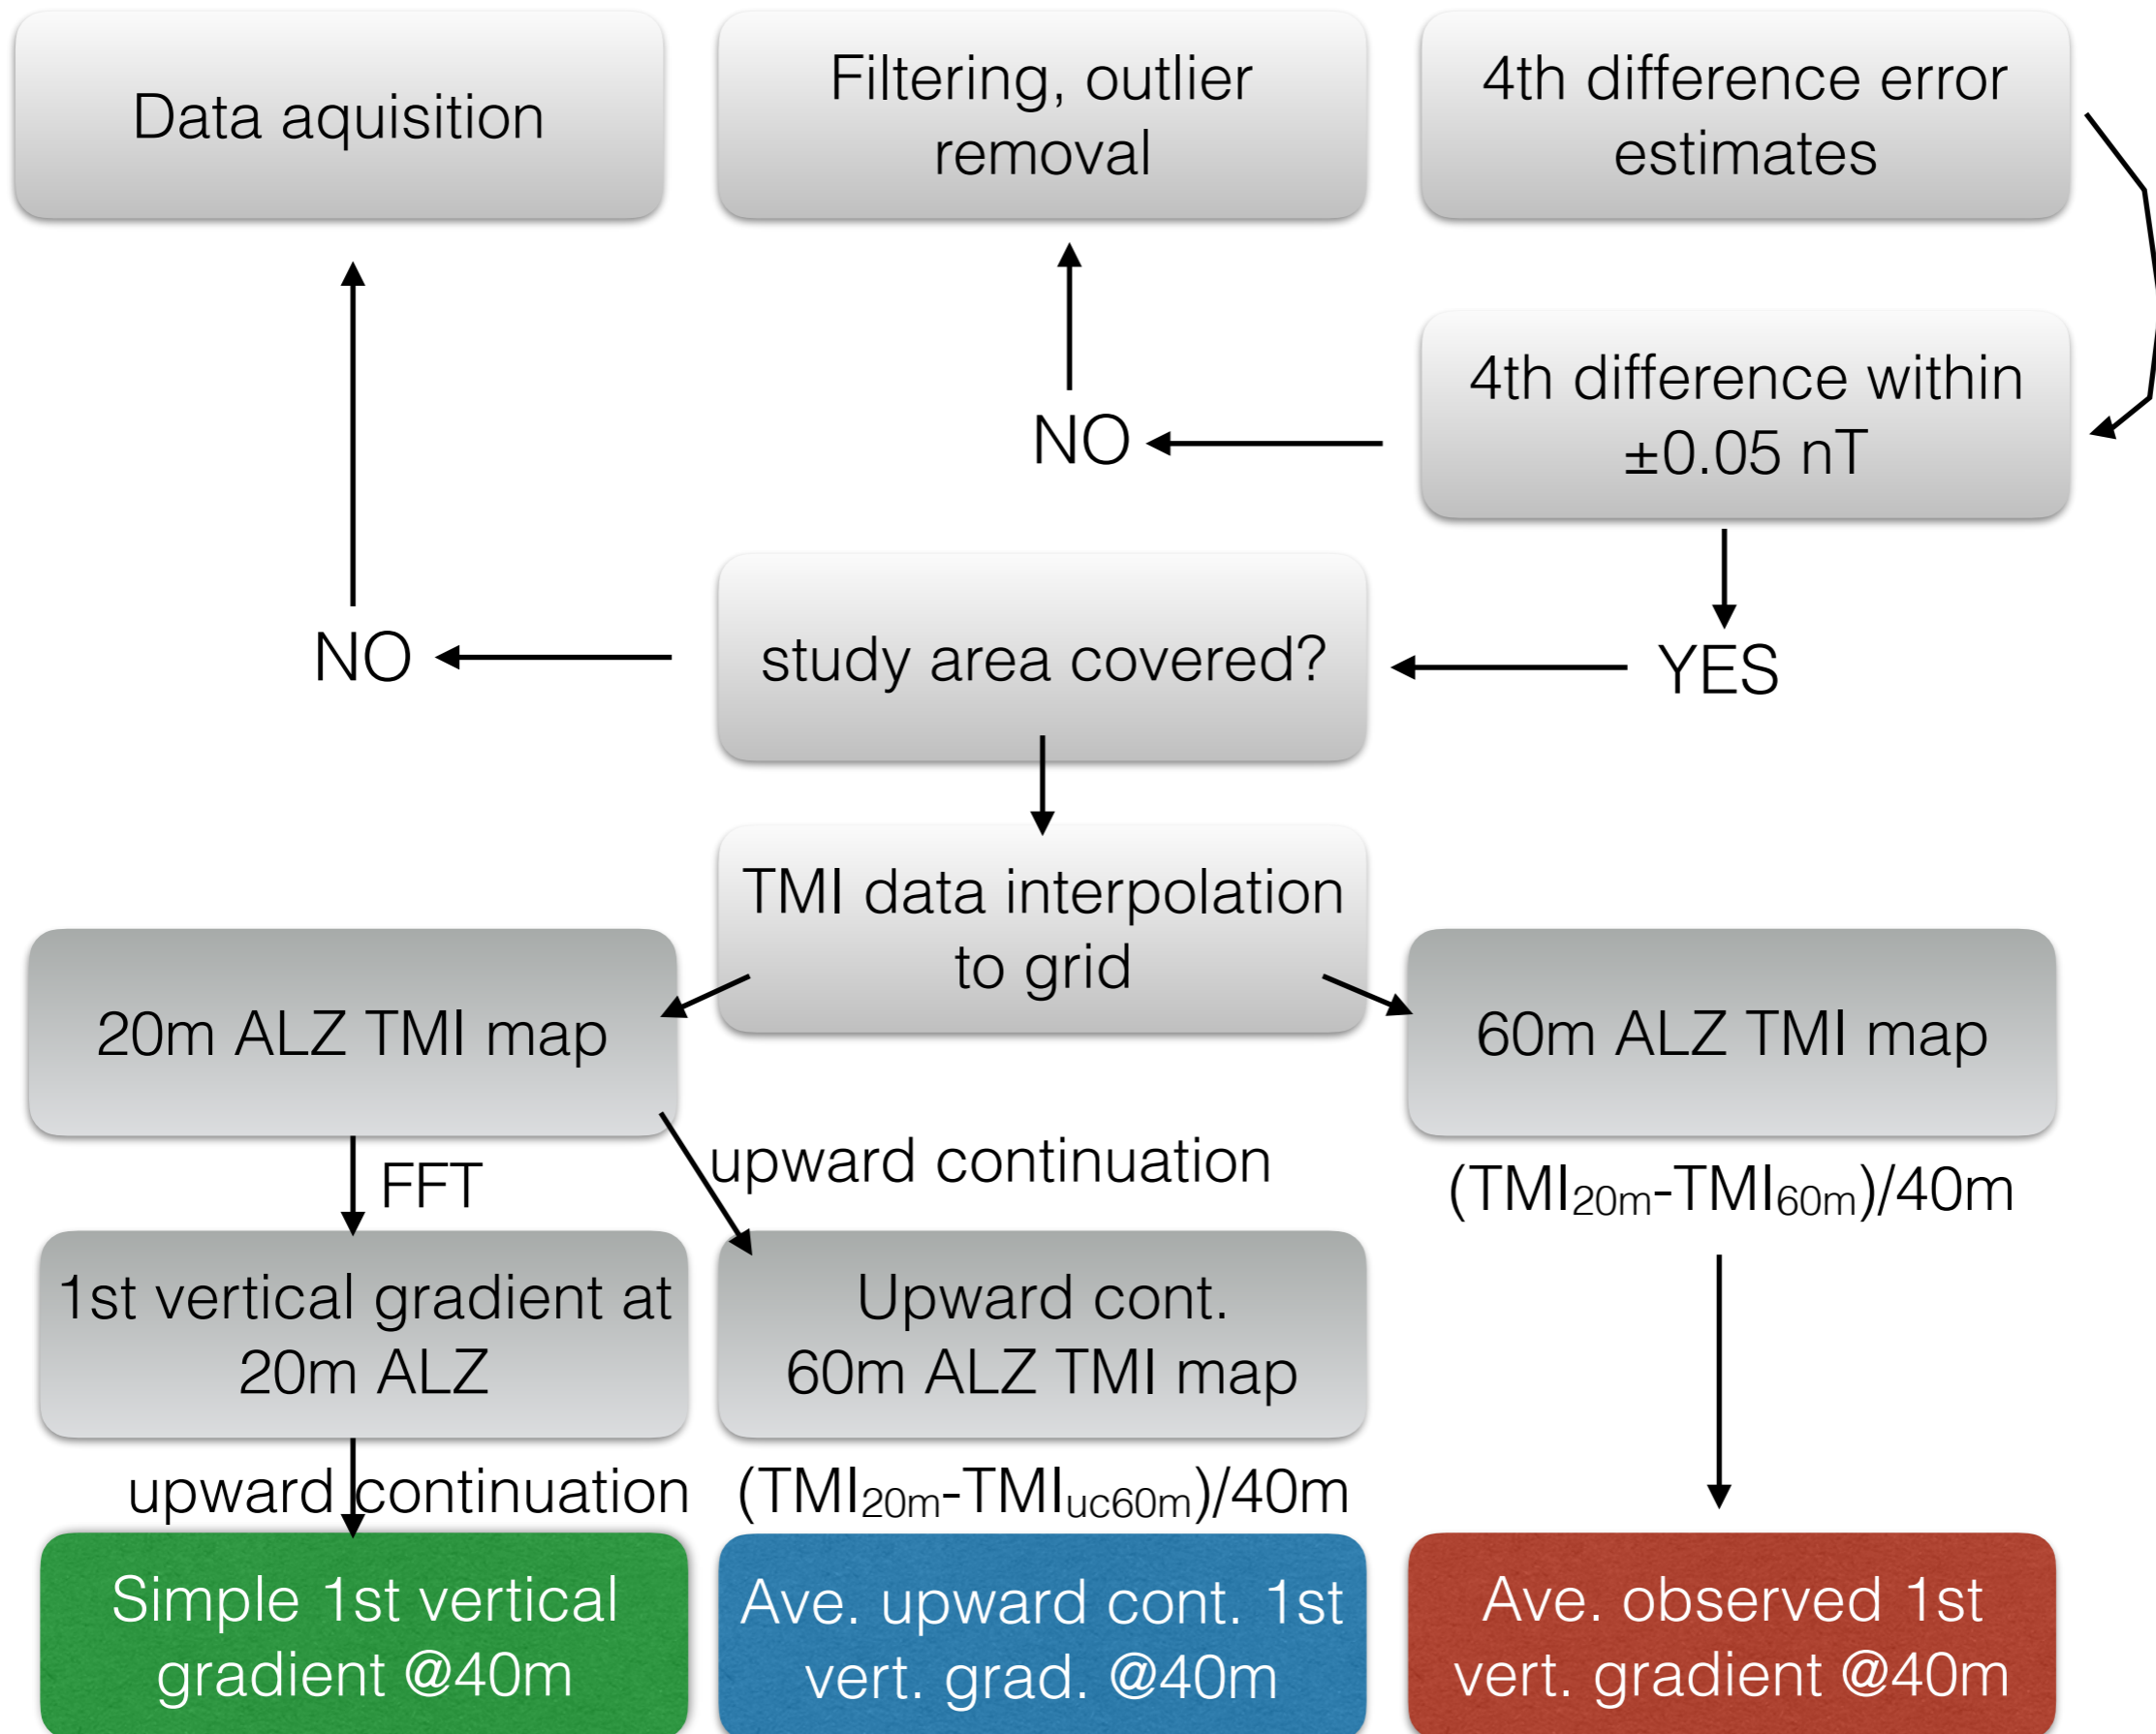 Data aquisition
Filtering, outlier
removal
4th difference error
estimates
4th difference within
±0.05 nT
NO
NO
study area covered?
YES
TMI data interpolation
to grid
20m ALZ TMI map
60m ALZ TMI map
FFT
upward continuation
(TMI20m-TMI60m)/40m
1st vertical gradient at
20m ALZ
Upward cont.
60m ALZ TMI map
upward continuation
(TMI20m-TMIuc60m)/40m
Simple 1st vertical
gradient @40m
Ave. upward cont. 1st
vert. grad. @40m
Ave. observed 1st
vert. gradient @40m